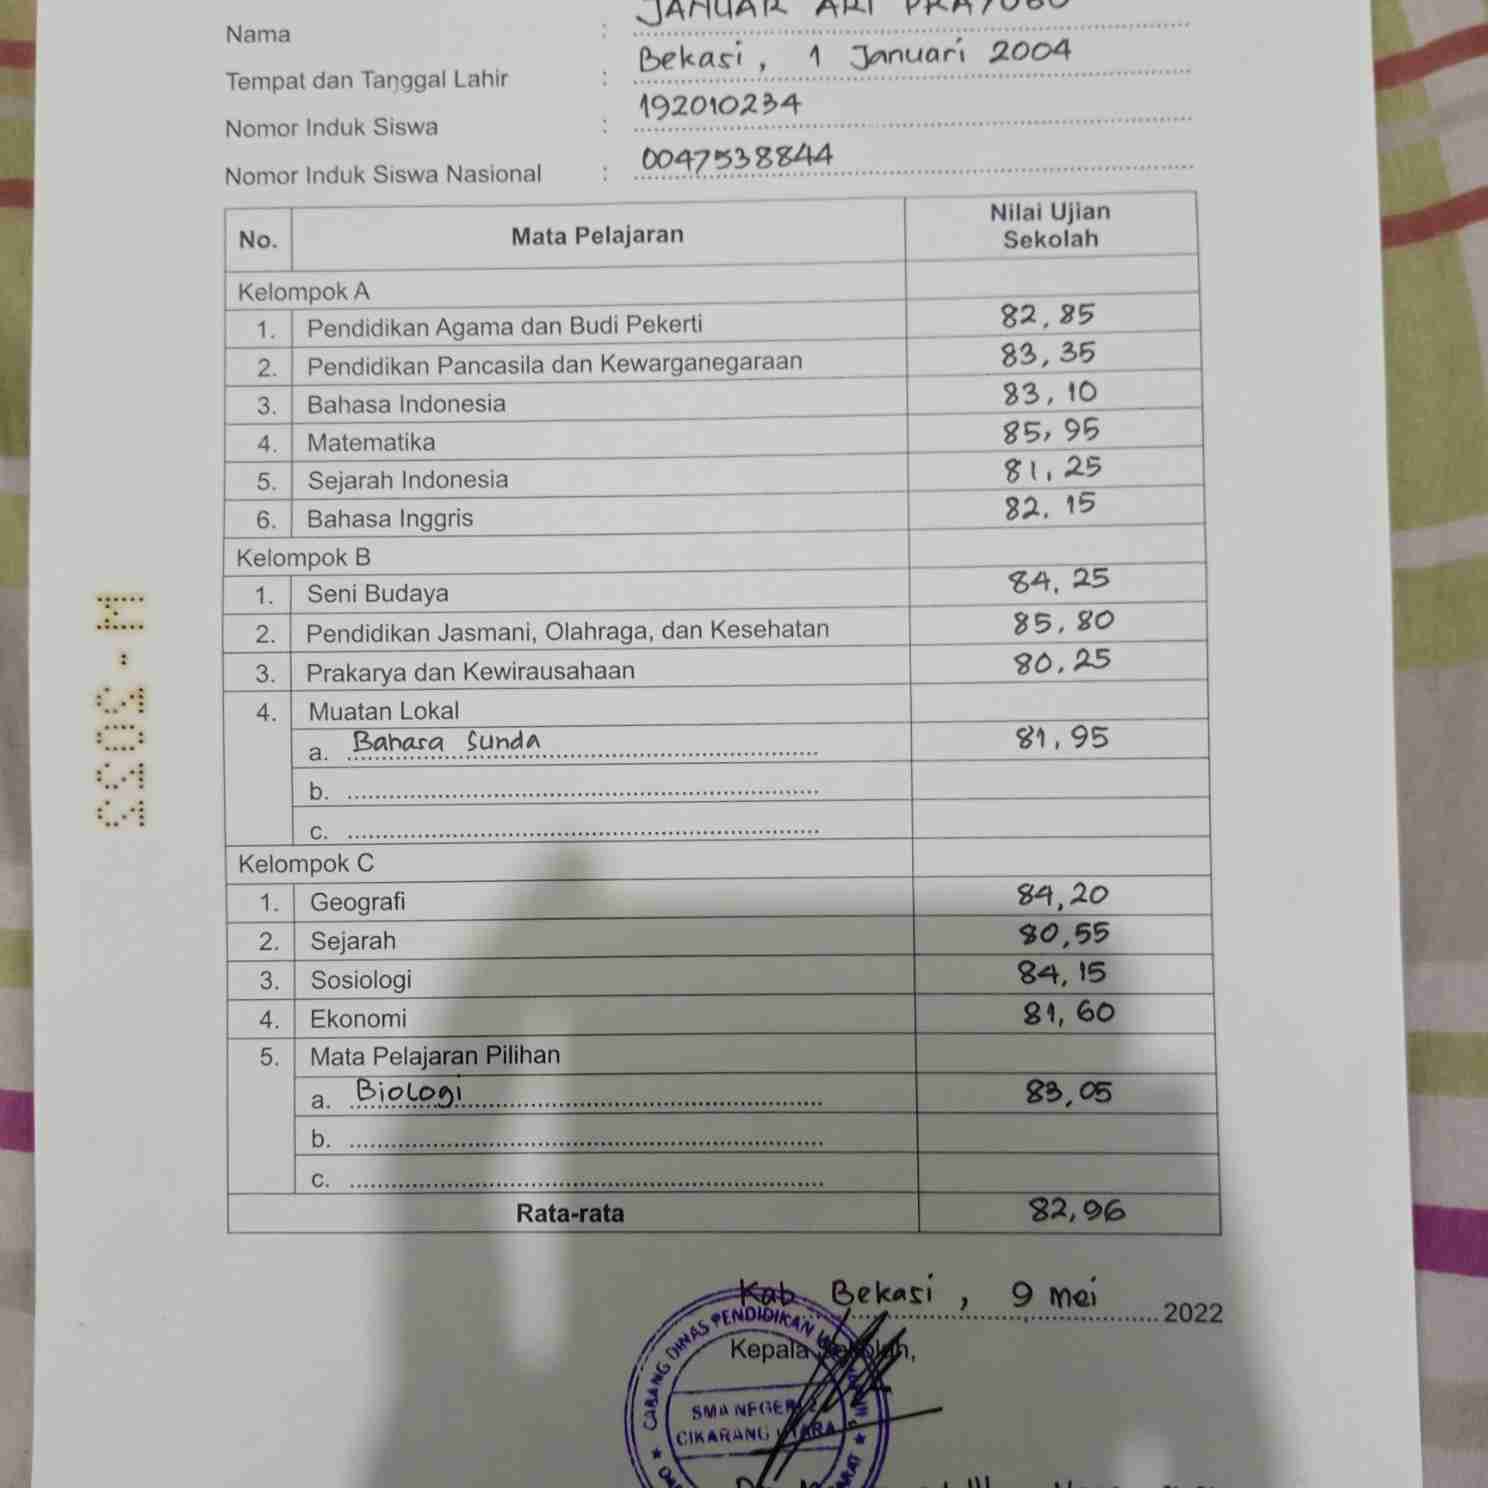 Nama : JANUAR ARI PRAYOGO
Tempat dan Tanggal Lahir : Bekasi, 1 Januari 2004
Nomor Induk Siswa : 192010234
Nomor Induk Siswa Nasional : 0047538844
No. Mata Pelajaran Nilai Ujian Sekolah
Kelompok A
1. Pendidikan Agama dan Budi Pekerti 82,85
2. Pendidikan Pancasila dan Kewarganegaraan 83,35
3. Bahasa Indonesia 83,10
4. Matematika 85,95
5. Sejarah Indonesia 81,25
6. Bahasa Inggris 82.15
Kelompok B
1. Seni Budaya 84,25
2. Pendidikan Jasmani, Olahraga, dan Kesehatan 85,80
3. Prakarya dan Kewirausahaan 80,25
4. Muatan Lokal
a. Bahasa Sunda 81,95
b.
c.
Kelompok C
1. Geografi 84,20
2. Sejarah 80,55
3. Sosiologi 84,15
4. Ekonomi 81,60
5. Mata Pelajaran Pilihan
a. Biologi 83,05
b.
c.
Rata-rata 82,96
Kab. Bekasi, 9 mei 2022
Kepala Sekolah,
CABANG DINAS PENDIDIKAN
SMA NEGERI 2
CIKARANG UTARA